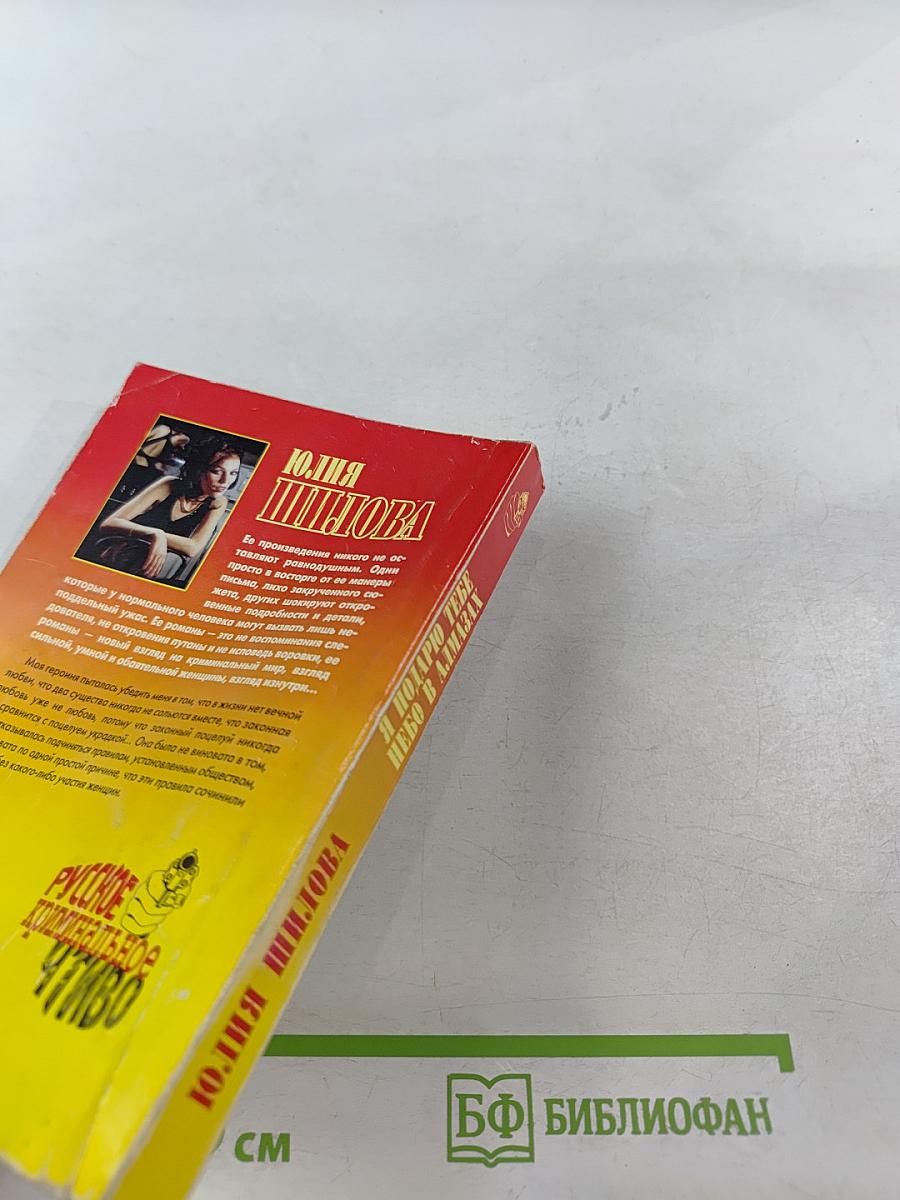 ЮЛИЯ
ШИЛОВА
Ее произведения никого не ос-
тавляют равнодушным. Одни
просто в восторге от ее манеры
письма, лихо закрученного сю-
жета, других шокируют откро-
венные подробности и детали,
которые у нормального человека могут вызвать лишь не-
поддельный ужас. Ее романы — это не воспоминания сле-
дователя, не откровения путаны и не исповедь воровки, ее
романы — новый взгляд на криминальный мир, взгляд
сильной, умной и обаятельной женщины, взгляд изнутри...
Моя героиня пыталась убедить меня в том, что в жизни нет вечной
любви, что два существа никогда не сольются вместе, что законная
любовь уже не любовь, потому что законный поцелуй никогда
сравнится с поцелуем украдкой... Она была не виновата в том,
отказывалась подчиняться правилам, установленным обществом,
по одной простой причине, что эти правила сочинили
без какого-либо участия женщин.
РУССКОЕ
криминальное
ЧТИВО
ЮЛИЯ ШИЛОВА
Я ПОДАРЮ ТЕБЕ
НЕБО В АЛМАЗАХ
см
БФ БИБЛИОФАН